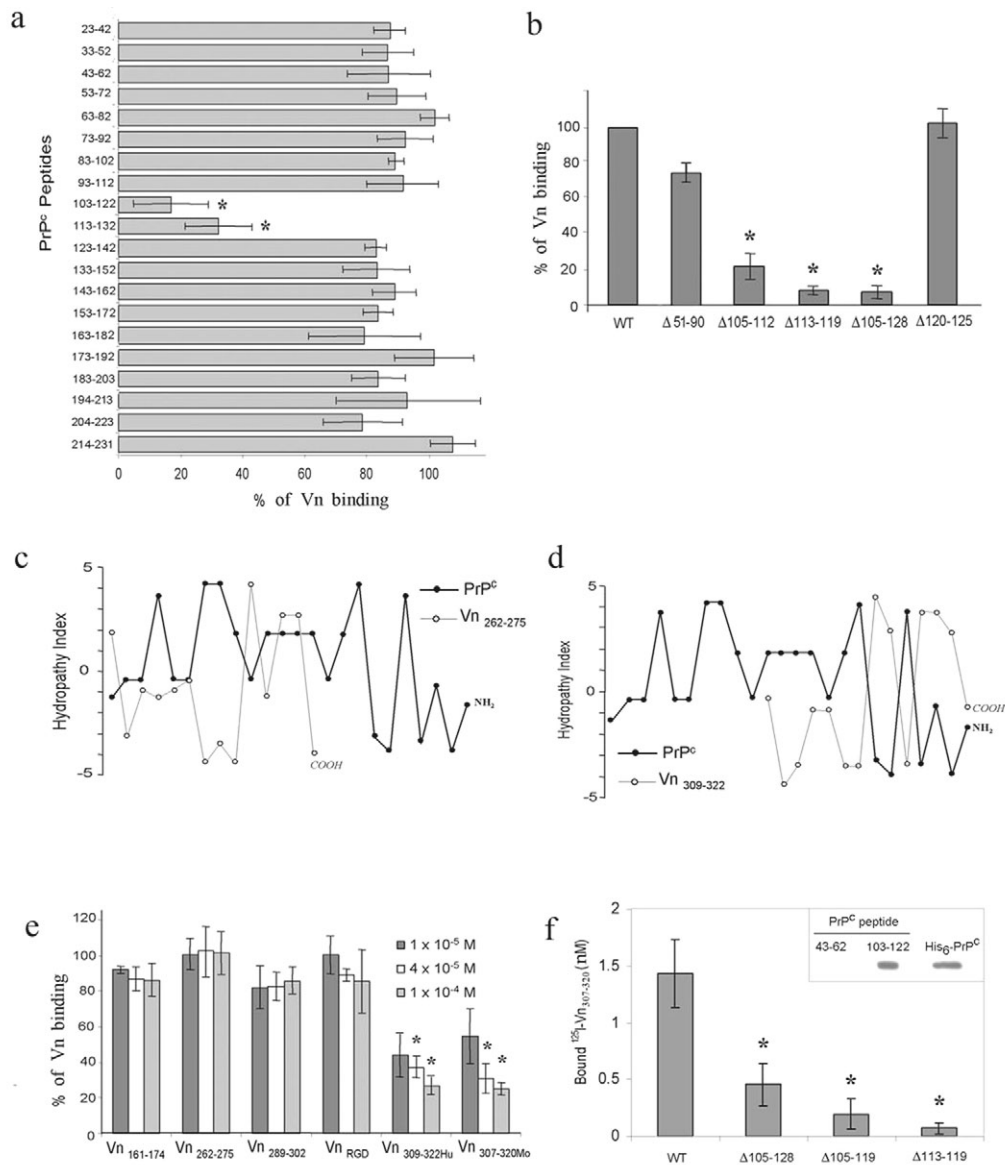 a
PrPᶜ Peptides
23-42
33-52
43-62
53-72
63-82
73-92
83-102
93-112
103-122 *
113-132 *
123-142
133-152
143-162
153-172
163-182
173-192
183-203
194-213
204-223
214-231
0 20 40 60 80 100
% of Vn binding
b
% of Vn binding
100
80
60
40
20
0
* * *
WT Δ 51-90 Δ105-112 Δ113-119 Δ105-128 Δ120-125
c
Hydropathy Index
5
0
-5
PrPᶜ
Vn 262-275
NH₂
COOH
d
Hydropathy Index
5
0
-5
PrPᶜ
Vn 309-322
COOH
NH₂
e
% of Vn binding
120
100
80
60
40
20
0
1 x 10⁻⁵ M
4 x 10⁻⁵ M
1 x 10⁻⁴ M
* * * *
Vn 161-174 Vn 262-275 Vn 289-302 Vn RGD Vn 309-322Hu Vn 307-320Mo
f
Bound ¹²⁵I-Vn307-320 (nM)
2
1.5
1
0.5
0
PrPᶜ peptide
43-62 103-122 His₆-PrPᶜ
* * *
WT Δ105-128 Δ105-119 Δ113-119